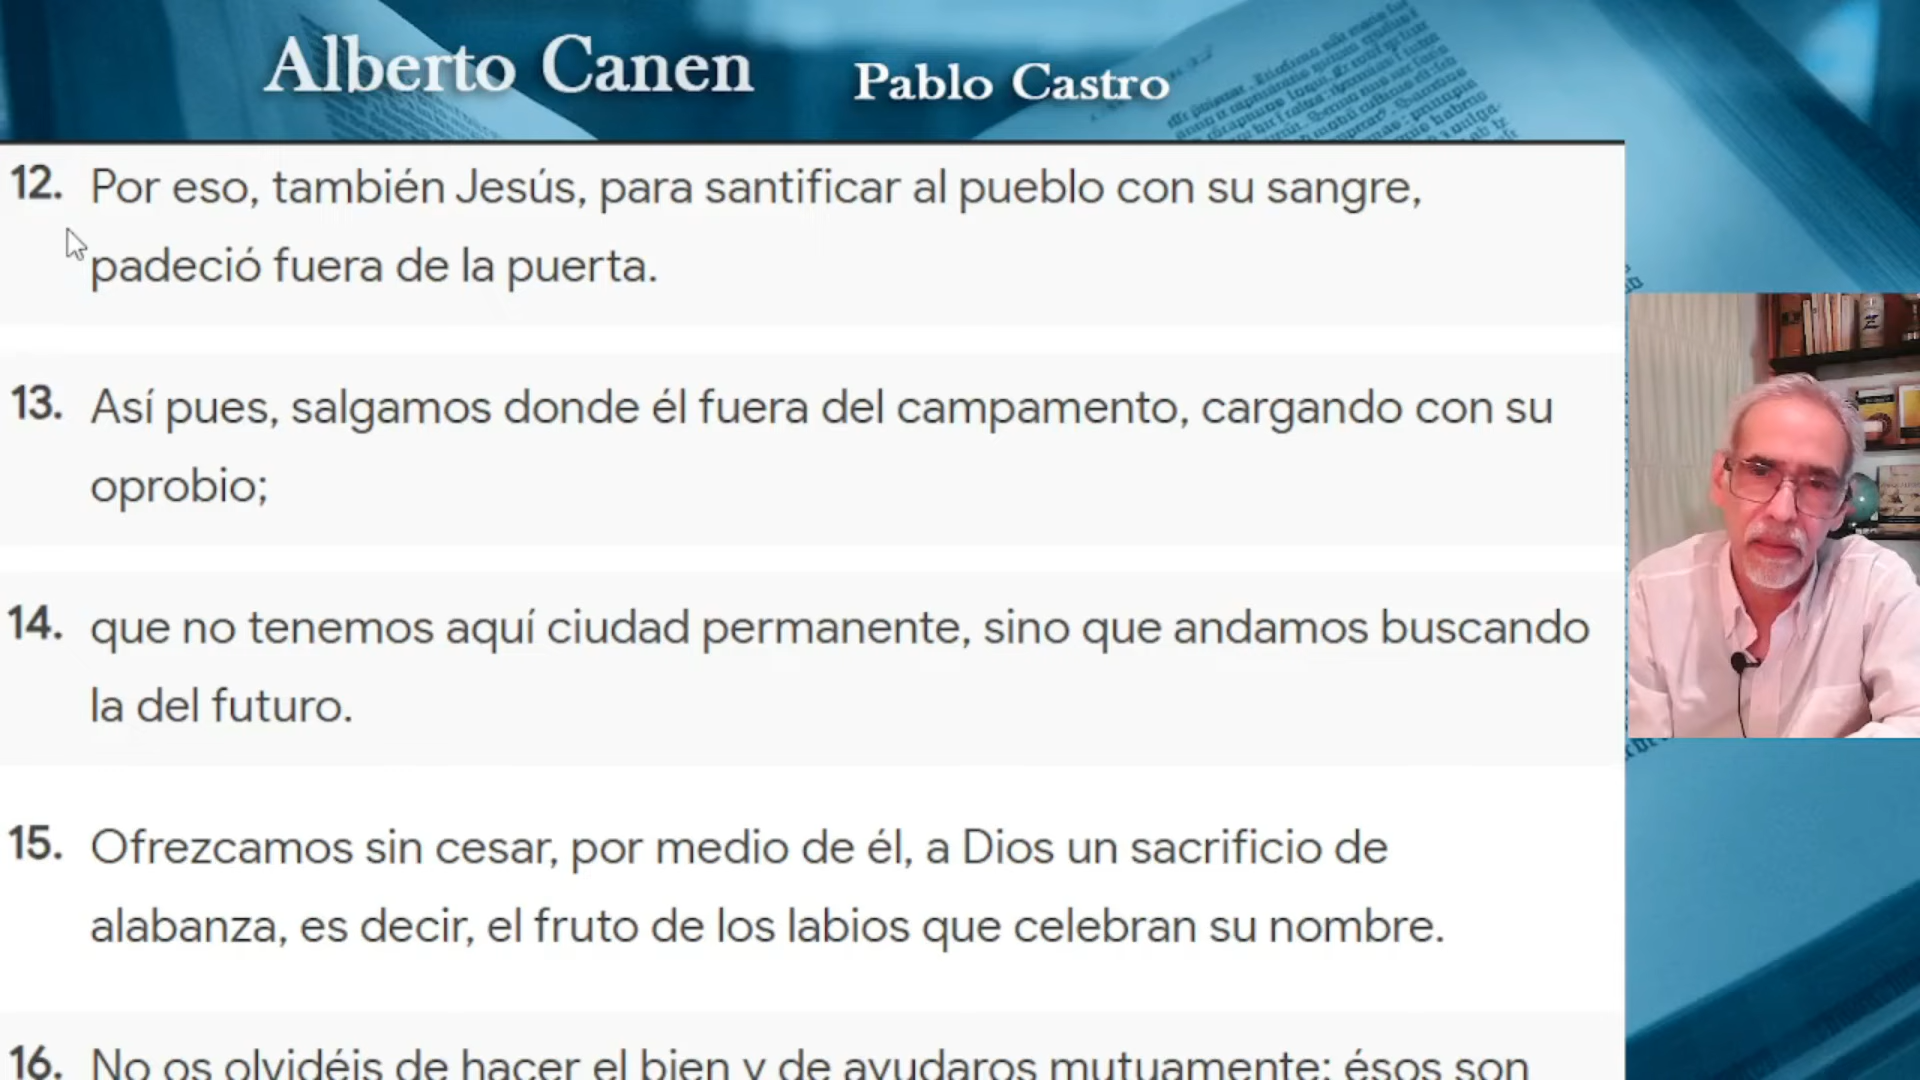 Alberto Canen Pablo Castro
12. Por eso, también Jesús, para santificar al pueblo con su sangre,
padeció fuera de la puerta.
13. Así pues, salgamos donde él fuera del campamento, cargando con su
oprobio;
14. que no tenemos aquí ciudad permanente, sino que andamos buscando
la del futuro.
15. Ofrezcamos sin cesar, por medio de él, a Dios un sacrificio de
alabanza, es decir, el fruto de los labios que celebran su nombre.
16. No os olvidéis de hacer el bien y de ayudaros mutuamente; ésos son